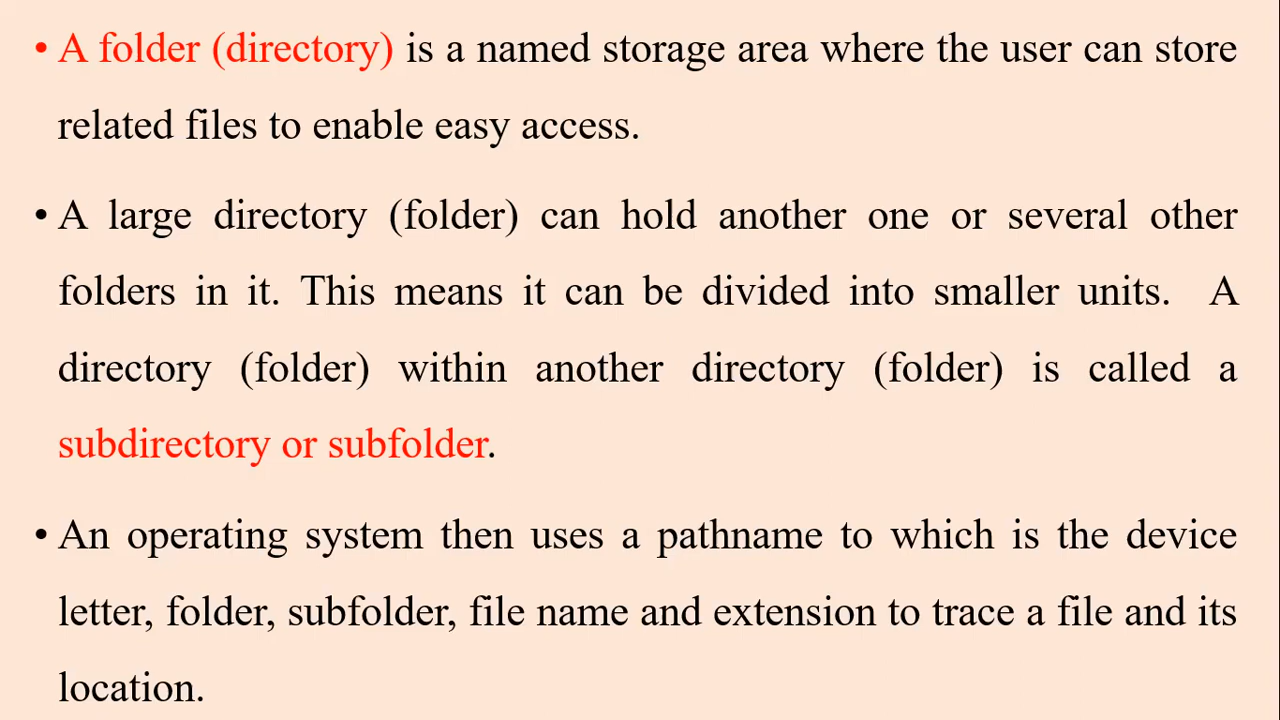 • A folder (directory) is a named storage area where the user can store
related files to enable easy access.
• A large directory (folder) can hold another one or several other
folders in it. This means it can be divided into smaller units. A
directory (folder) within another directory (folder) is called a
subdirectory or subfolder.
• An operating system then uses a pathname to which is the device
letter, folder, subfolder, file name and extension to trace a file and its
location.